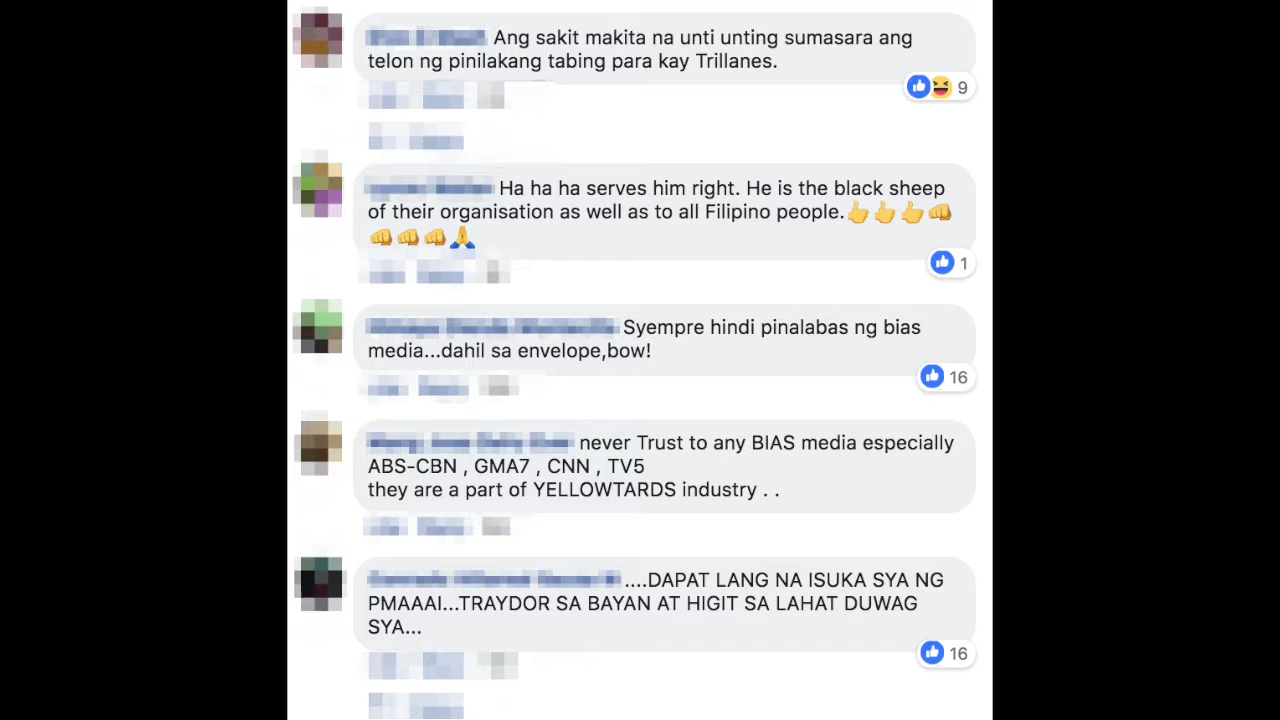 Ang sakit makita na unti unting sumasara ang
telon ng pinilakang tabing para kay Trillanes.
9
Ha ha ha serves him right. He is the black sheep
of their organisation as well as to all Filipino people.
1
Syempre hindi pinalabas ng bias
media...dahil sa envelope,bow!
16
never Trust to any BIAS media especially
ABS-CBN , GMA7 , CNN , TV5
they are a part of YELLOWTARDS industry . .
....DAPAT LANG NA ISUKA SYA NG
PMAAAI...TRAYDOR SA BAYAN AT HIGIT SA LAHAT DUWAG
SYA...
16